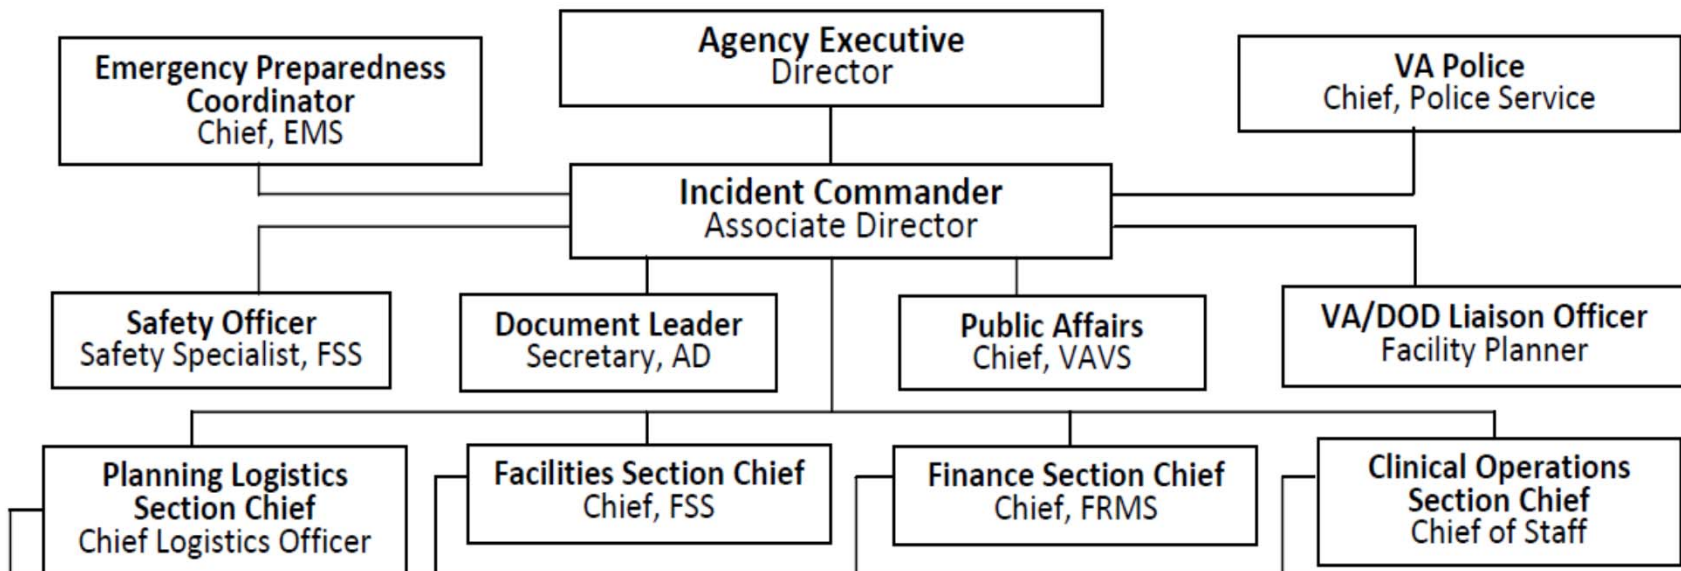 Agency Executive
Director
Emergency Preparedness
Coordinator
Chief, EMS
VA Police
Chief, Police Service
Incident Commander
Associate Director
Safety Officer
Safety Specialist, FSS
Document Leader
Secretary, AD
Public Affairs
Chief, VAVS
VA/DOD Liaison Officer
Facility Planner
Planning Logistics
Section Chief
Chief Logistics Officer
Facilities Section Chief
Chief, FSS
Finance Section Chief
Chief, FRMS
Clinical Operations
Section Chief
Chief of Staff